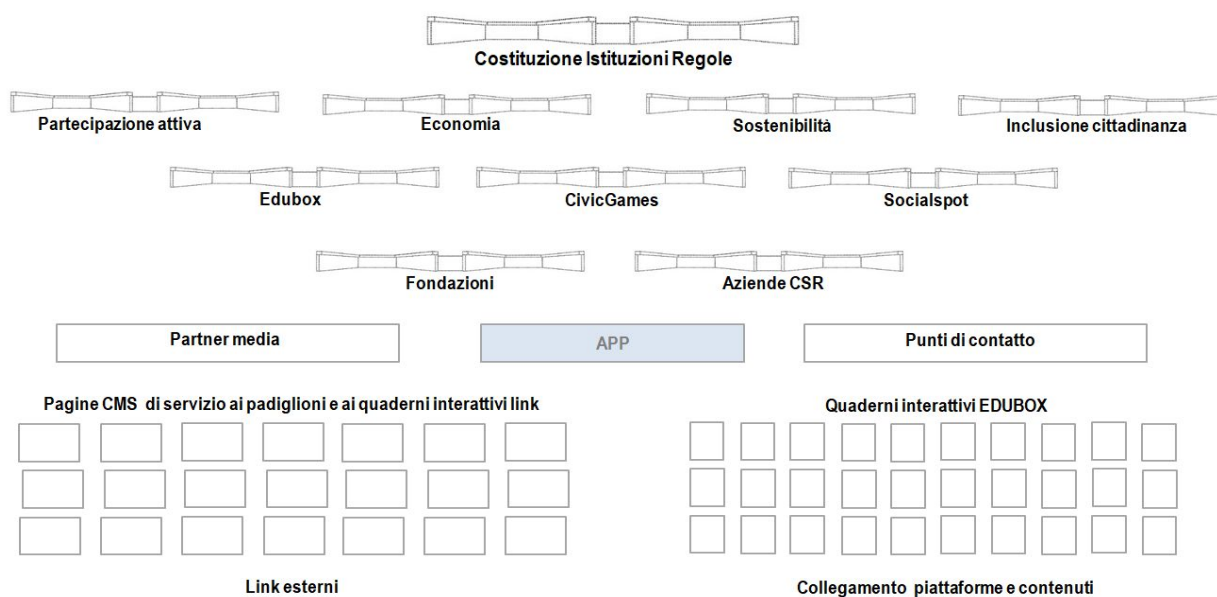 Costituzione Istituzioni Regole
Partecipazione attiva
Economia
Sostenibilità
Inclusione cittadinanza
Edubox
CivicGames
Socialspot
Fondazioni
Aziende CSR
Partner media
APP
Punti di contatto
Pagine CMS di servizio ai padiglioni e ai quaderni interattivi link
Quaderni interattivi EDUBOX
Link esterni
Collegamento piattaforme e contenuti